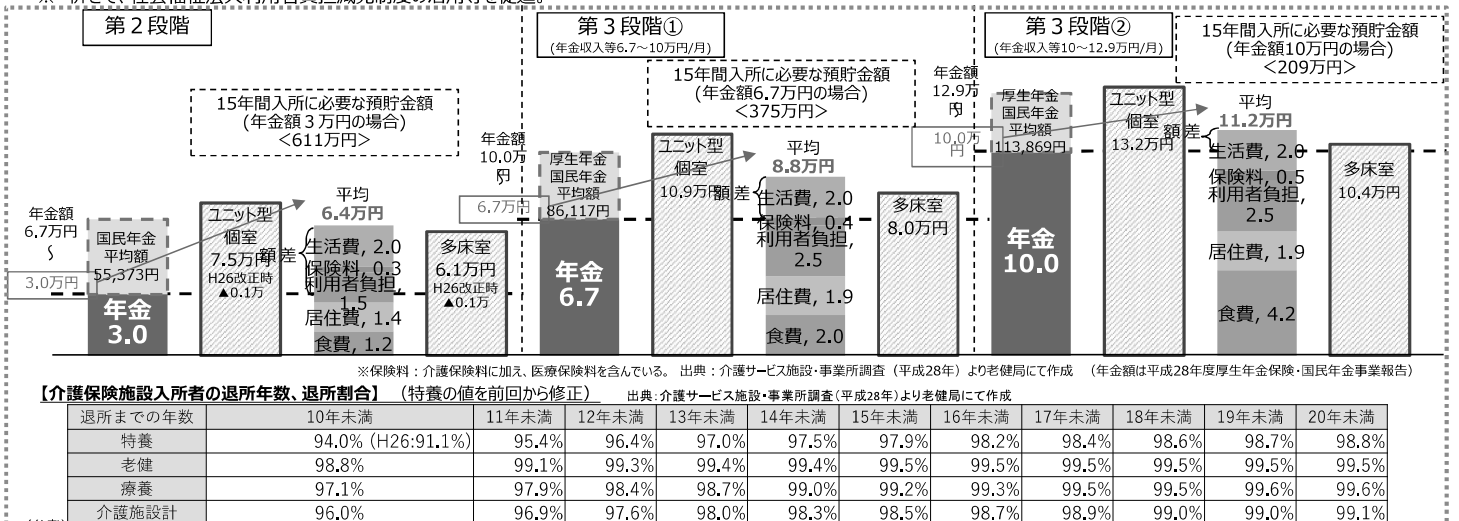 ※ 併せて、社会福祉法人利用者負担減免制度の活用等を促進。
第２段階
15年間入所に必要な預貯金額
(年金額３万円の場合)
<611万円>
年金額
6.7万円
～
3.0万円
国民年金
平均額
55,373円
年金
3.0
ユニット型
個室
7.5万円
H26改正時
▲0.1万
平均
6.4万円
差額
生活費, 2.0
保険料, 0.3
利用者負担, 1.5
居住費, 1.4
食費, 1.2
多床室
6.1万円
H26改正時
▲0.1万
第３段階①
(年金収入等6.7～10万円/月)
15年間入所に必要な預貯金額
(年金額6.7万円の場合)
<375万円>
年金額
10.0万円
～
6.7万円
厚生年金
国民年金
平均額
86,117円
年金
6.7
ユニット型
個室
10.9万円
平均
8.8万円
差額
生活費, 2.0
保険料, 0.4
利用者負担, 2.5
居住費, 1.9
食費, 2.0
多床室
8.0万円
第３段階②
(年金収入等10～12.9万円/月)
15年間入所に必要な預貯金額
(年金額10万円の場合)
<209万円>
年金額
12.9万円
～
10.0万円
厚生年金
国民年金
平均額
113,869円
年金
10.0
ユニット型
個室
13.2万円
平均
11.2万円
差額
生活費, 2.0
保険料, 0.5
利用者負担, 2.5
居住費, 1.9
食費, 4.2
多床室
10.4万円
※保険料：介護保険料に加え、医療保険料を含んでいる。 出典：介護サービス施設・事業所調査（平成28年）より老健局にて作成 （年金額は平成28年度厚生年金保険・国民年金事業報告）
【介護保険施設入所者の退所年数、退所割合】 （特養の値を前回から修正） 出典：介護サービス施設・事業所調査（平成28年）より老健局にて作成
退所までの年数 10年未満 11年未満 12年未満 13年未満 14年未満 15年未満 16年未満 17年未満 18年未満 19年未満 20年未満
特養 94.0% (H26:91.1%) 95.4% 96.4% 97.0% 97.5% 97.9% 98.2% 98.4% 98.6% 98.7% 98.8%
老健 98.8% 99.1% 99.3% 99.4% 99.4% 99.5% 99.5% 99.5% 99.5% 99.5% 99.5%
療養 97.1% 97.9% 98.4% 98.7% 99.0% 99.2% 99.3% 99.5% 99.5% 99.6% 99.6%
介護施設計 96.0% 96.9% 97.6% 98.0% 98.3% 98.5% 98.7% 98.9% 99.0% 99.0% 99.1%